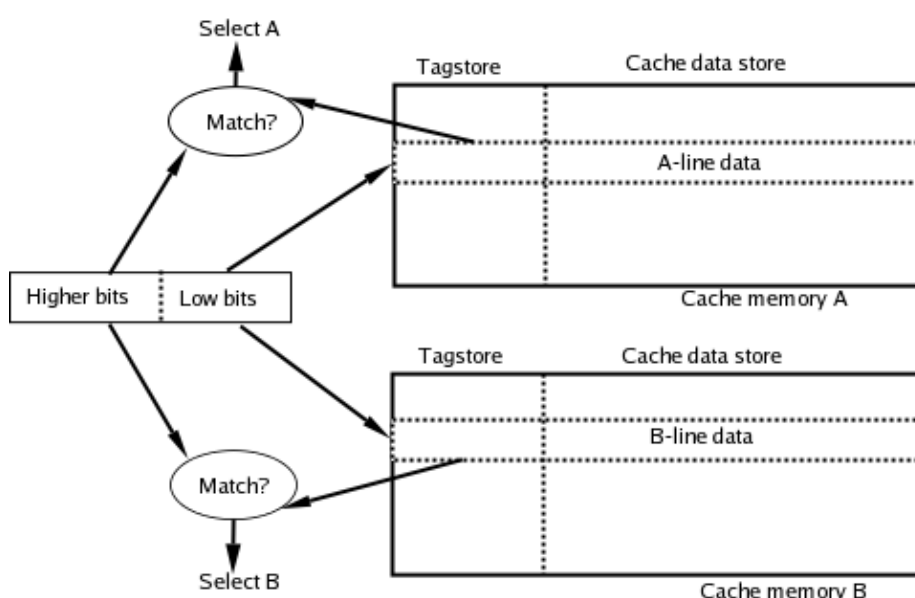 Select A
Tagstore
Cache data store
Match?
A-line data
Higher bits
Low bits
Cache memory A
Tagstore
Cache data store
B-line data
Match?
Select B
Cache memory B